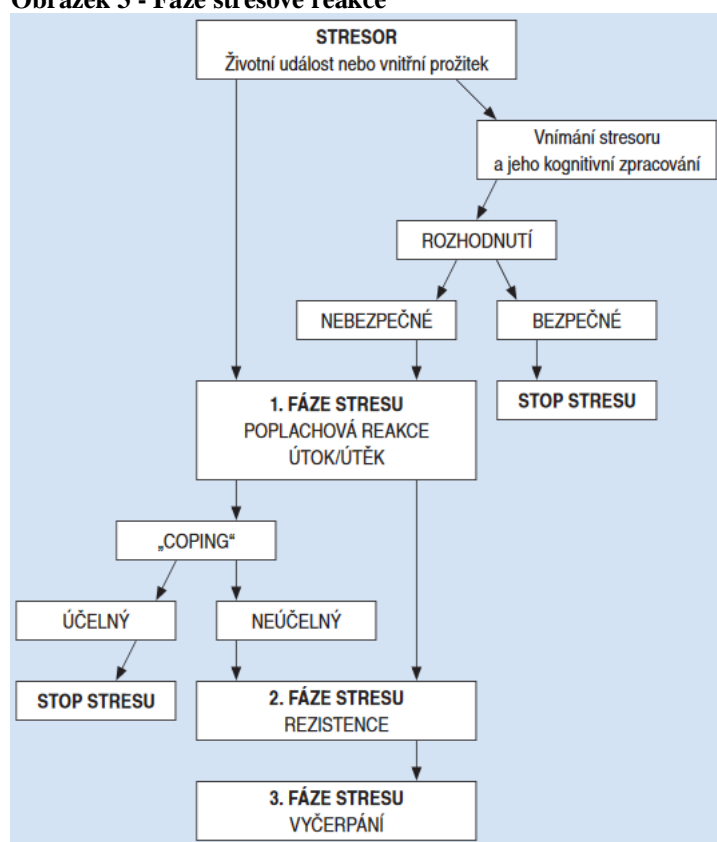 Obrázek 5 - Fáze stresové reakce
STRESOR
Životní událost nebo vnitřní prožitek
Vnímání stresoru
a jeho kognitivní zpracování
ROZHODNUTÍ
NEBEZPEČNÉ
BEZPEČNÉ
1. FÁZE STRESU
POPLACHOVÁ REAKCE
ÚTOK/ÚTĚK
STOP STRESU
„COPING“
ÚČELNÝ
NEÚČELNÝ
STOP STRESU
2. FÁZE STRESU
REZISTENCE
3. FÁZE STRESU
VYČERPÁNÍ